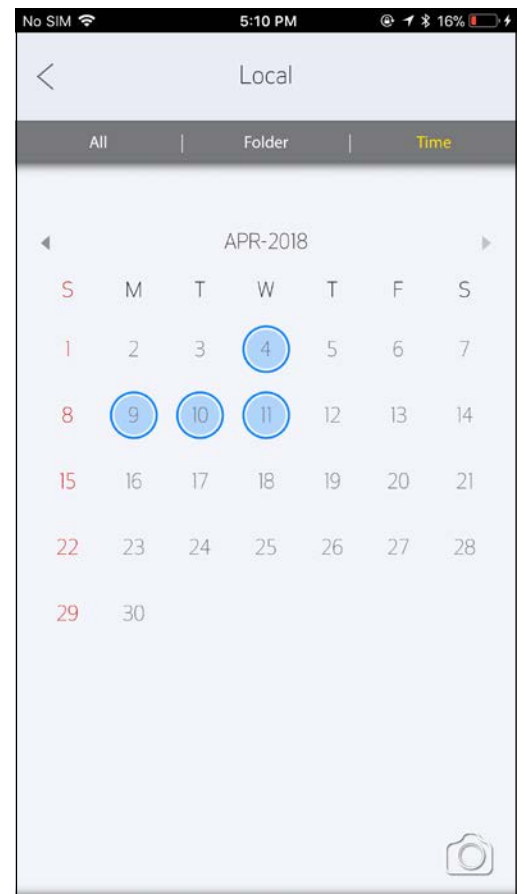 No SIM 5:10 PM 16%
Local
All | Folder | Time
APR-2018
S M T W T F S
1 2 3 4 5 6 7
8 9 10 11 12 13 14
15 16 17 18 19 20 21
22 23 24 25 26 27 28
29 30